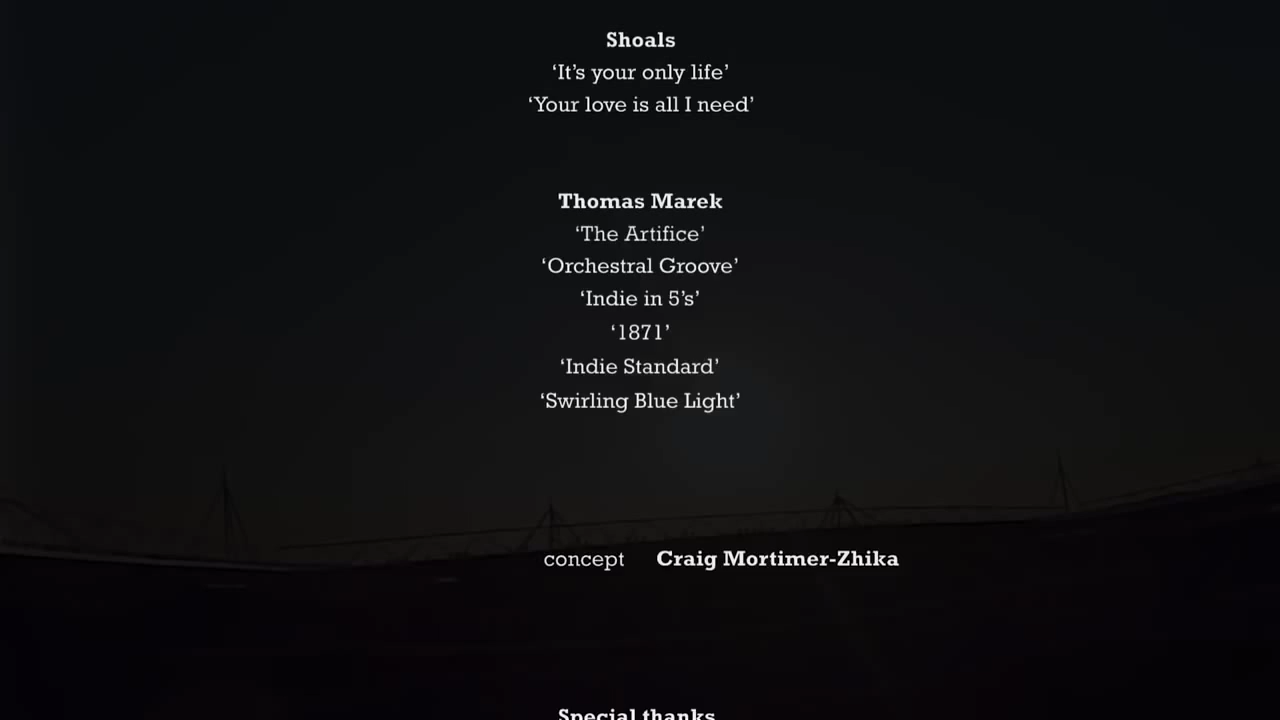 Shoals
‘It’s your only life’
‘Your love is all I need’
Thomas Marek
‘The Artifice’
‘Orchestral Groove’
‘Indie in 5’s’
‘1871’
‘Indie Standard’
‘Swirling Blue Light’
concept Craig Mortimer-Zhika
Special thanks